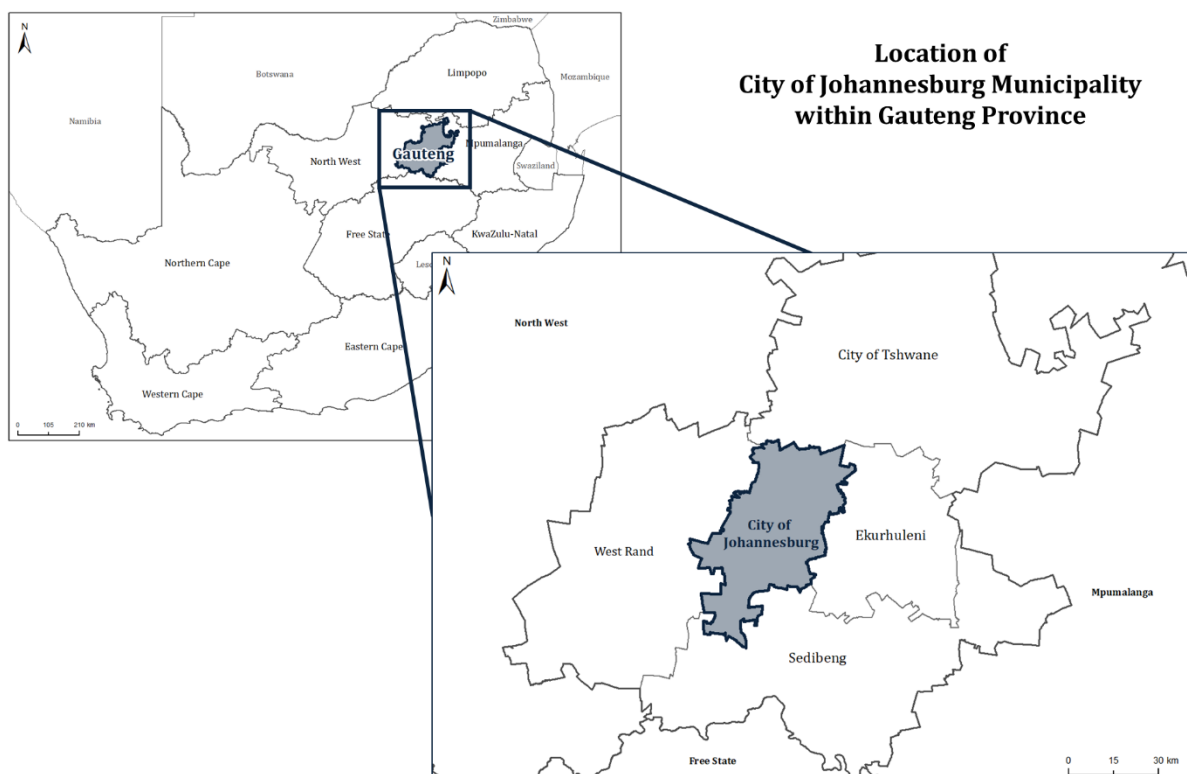 Location of
City of Johannesburg Municipality
within Gauteng Province
N
Zimbabwe
Botswana
Limpopo
Mozambique
Namibia
North West
Gauteng
Mpumalanga
Swaziland
Free State
KwaZulu-Natal
Northern Cape
Eastern Cape
Western Cape
0 105 210 km
N
North West
City of Tshwane
City of
Johannesburg
Ekurhuleni
West Rand
Mpumalanga
Sedibeng
Free State
0 15 30 km